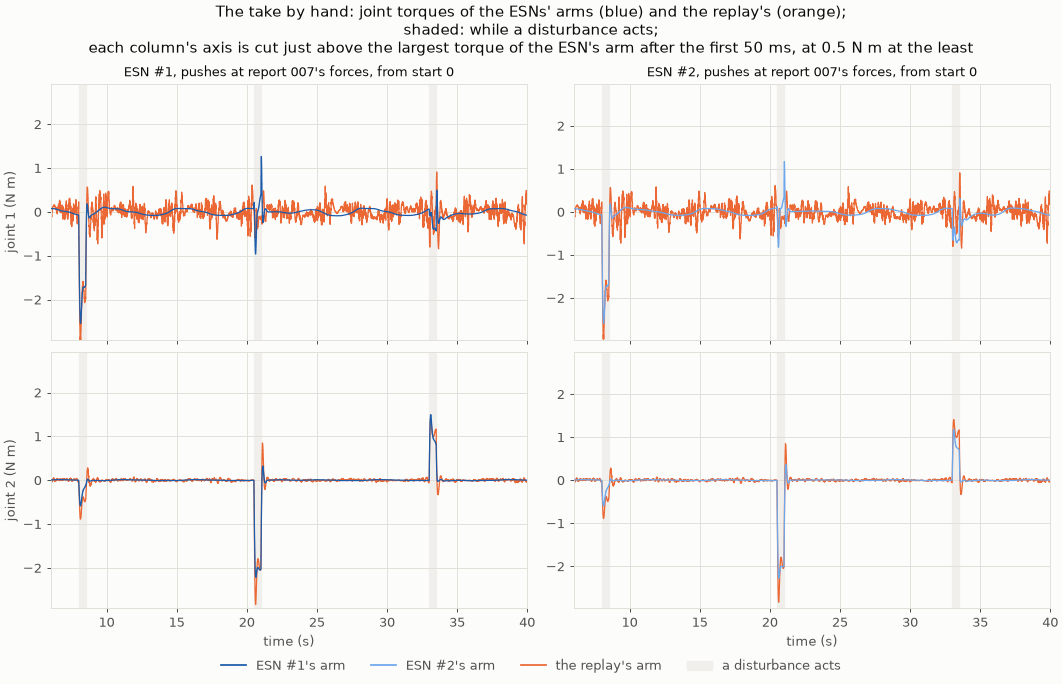 The take by hand: joint torques of the ESNs' arms (blue) and the replay's (orange);
shaded: while a disturbance acts;
each column's axis is cut just above the largest torque of the ESN's arm after the first 50 ms, at 0.5 N m at the least
ESN #1, pushes at report 007's forces, from start 0
ESN #2, pushes at report 007's forces, from start 0
joint 1 (N m)
2
1
0
−1
−2
2
1
0
−1
−2
joint 2 (N m)
2
1
0
−1
−2
2
1
0
−1
−2
10 15 20 25 30 35 40
10 15 20 25 30 35 40
time (s)
time (s)
ESN #1's arm
ESN #2's arm
the replay's arm
a disturbance acts